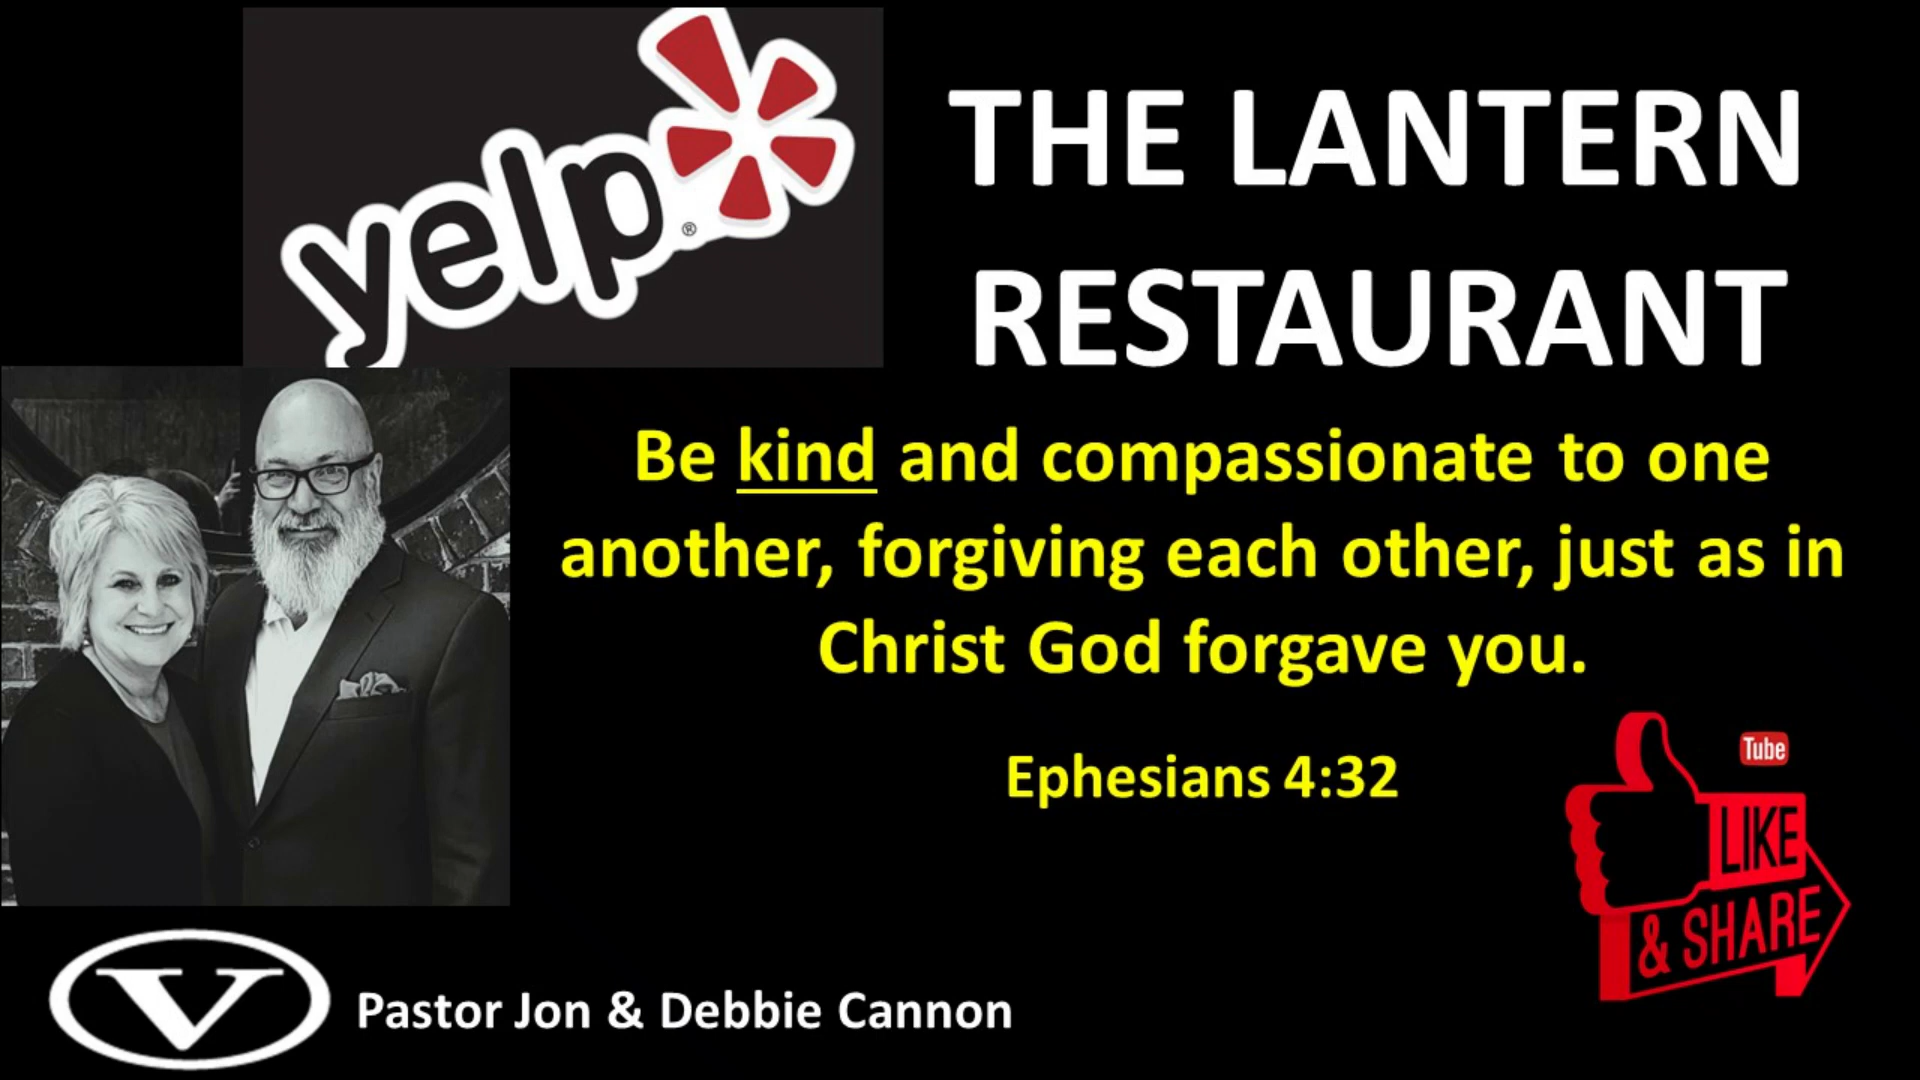 yelp®
THE LANTERN
RESTAURANT
Be kind and compassionate to one
another, forgiving each other, just as in
Christ God forgave you.
Ephesians 4:32
Tube
LIKE
& SHARE
V
Pastor Jon & Debbie Cannon